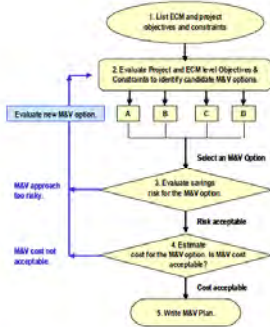 1. List ECM and project
objectives and constraints
2. Evaluate Project and ECM level Objectives &
Constraints to identify candidate M&V options.
Evaluate new M&V option.
A
B
C
D
Select an M&V Option
M&V approach
too risky.
3. Evaluate savings
risk for the M&V option.
Risk acceptable
M&V cost not
acceptable.
4. Estimate
cost for the M&V option. Is M&V cost
acceptable?
Cost acceptable
5. Write M&V Plan.